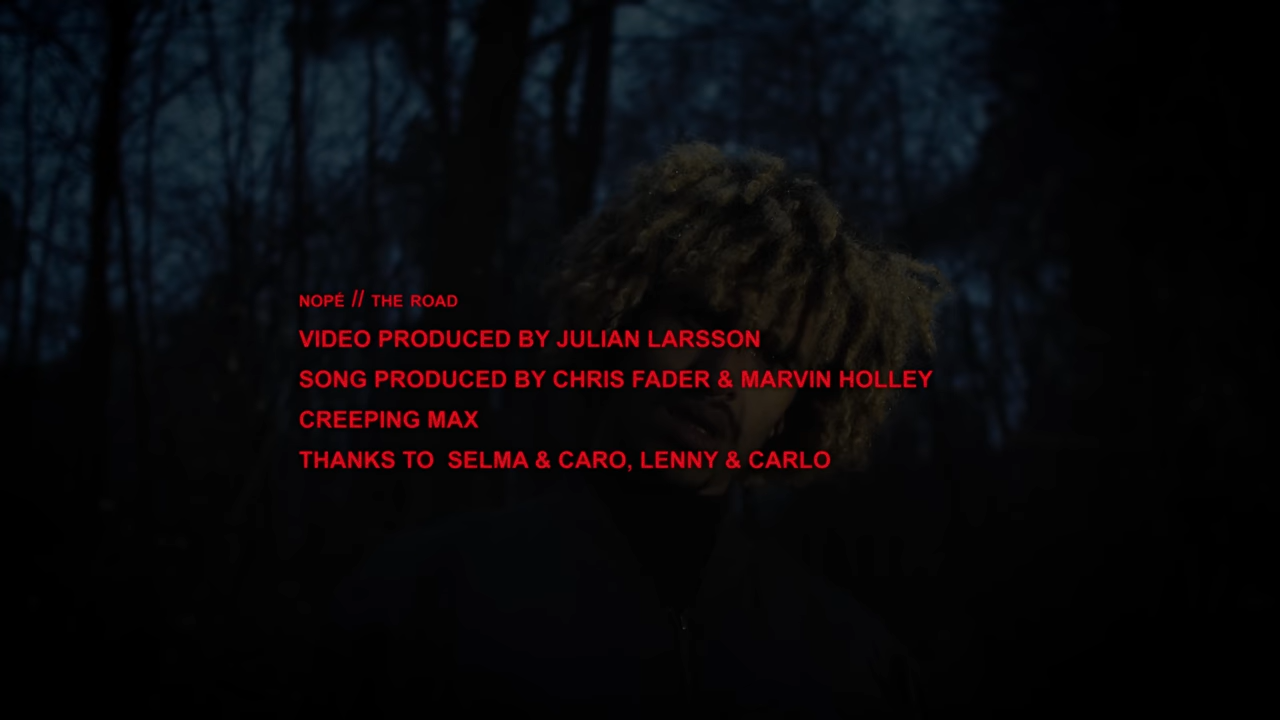 NOPÉ // THE ROAD
VIDEO PRODUCED BY JULIAN LARSSON
SONG PRODUCED BY CHRIS FADER & MARVIN HOLLEY
CREEPING MAX
THANKS TO  SELMA & CARO, LENNY & CARLO